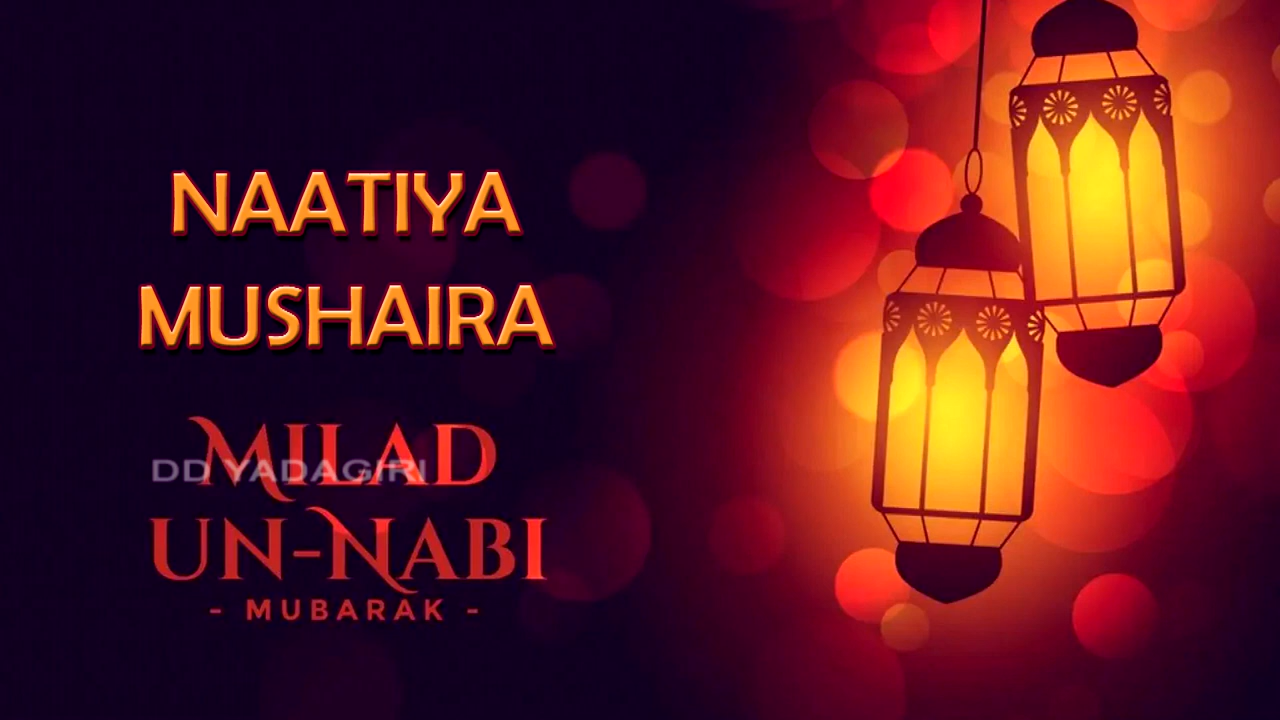 NAATIYA
MUSHAIRA
MILAD
DD YADAGIRI
UN-NABI
- MUBARAK -